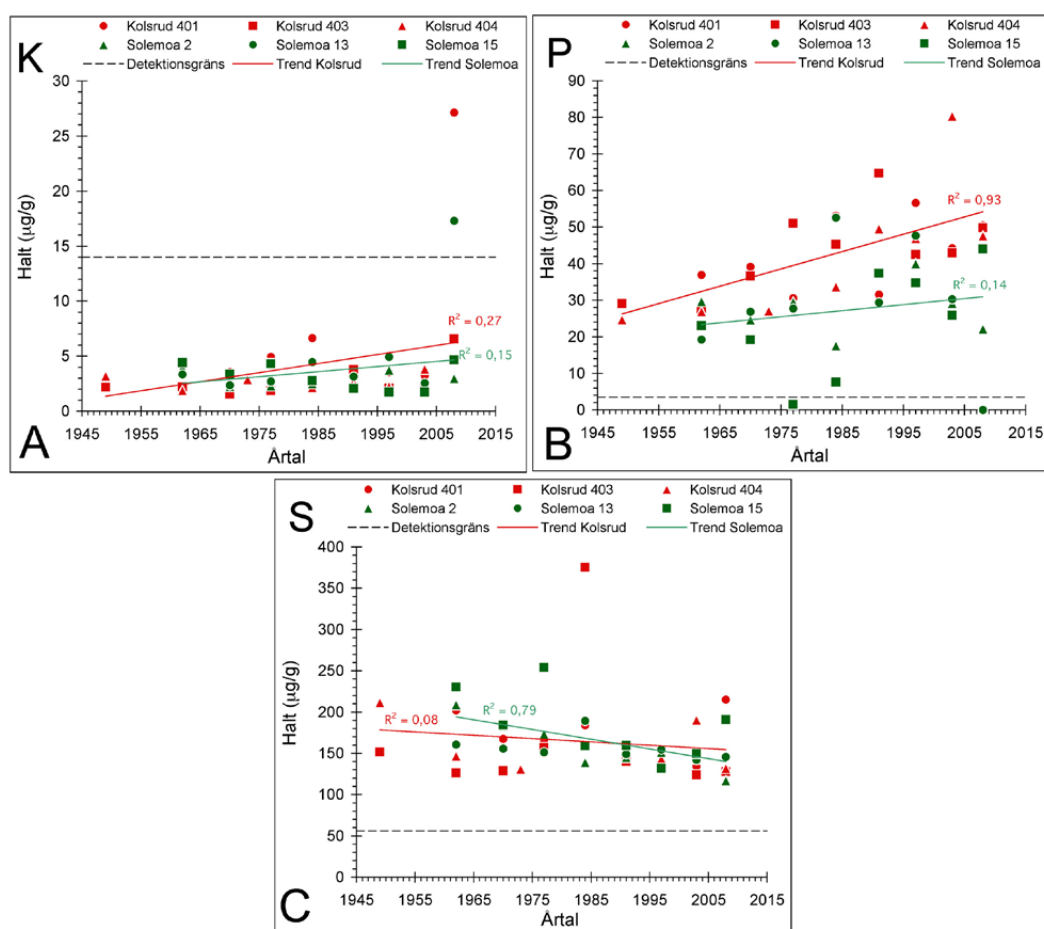 K
Kolsrud 401 Kolsrud 403 Kolsrud 404
Solemoa 2 Solemoa 13 Solemoa 15
Detektionsgräns Trend Kolsrud Trend Solemoa
30
25
20
15
10
5
0
Halt (µg/g)
R² = 0,27
R² = 0,15
1945 1955 1965 1975 1985 1995 2005 2015
Årtal
A
P
Kolsrud 401 Kolsrud 403 Kolsrud 404
Solemoa 2 Solemoa 13 Solemoa 15
Detektionsgräns Trend Kolsrud Trend Solemoa
90
80
70
60
50
40
30
20
10
0
Halt (µg/g)
R² = 0,93
R² = 0,14
1945 1955 1965 1975 1985 1995 2005 2015
Årtal
B
S
Kolsrud 401 Kolsrud 403 Kolsrud 404
Solemoa 2 Solemoa 13 Solemoa 15
Detektionsgräns Trend Kolsrud Trend Solemoa
400
350
300
250
200
150
100
50
0
Halt (µg/g)
R² = 0,08
R² = 0,79
1945 1955 1965 1975 1985 1995 2005 2015
Årtal
C